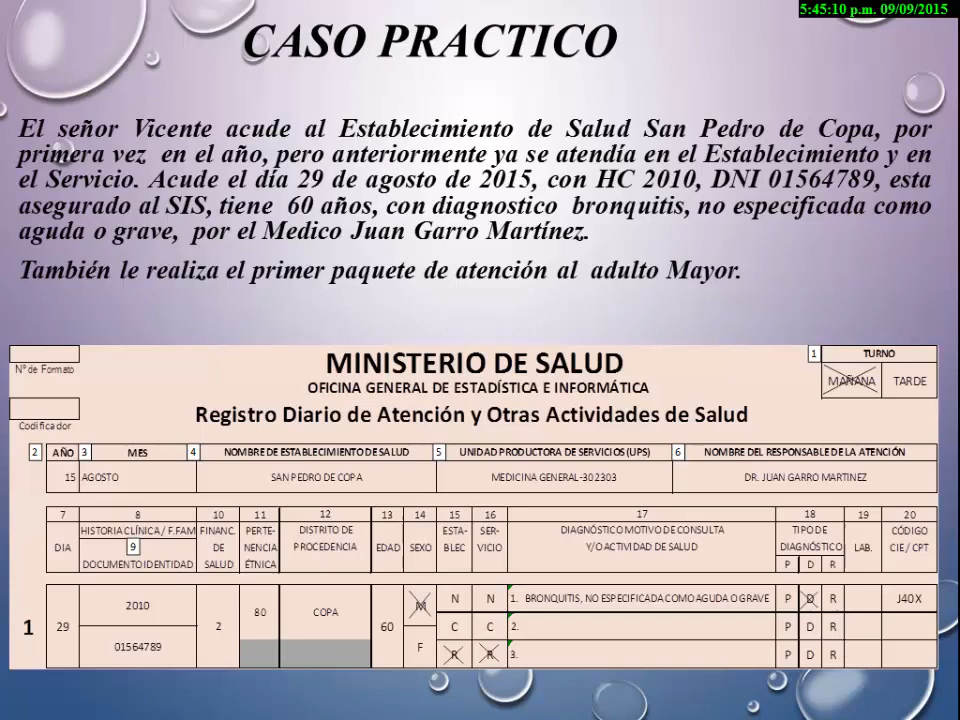 5:45:10 p.m. 09/09/2015
CASO PRACTICO
El señor Vicente acude al Establecimiento de Salud San Pedro de Copa, por
primera vez en el año, pero anteriormente ya se atendía en el Establecimiento y en
el Servicio. Acude el día 29 de agosto de 2015, con HC 2010, DNI 01564789, esta
asegurado al SIS, tiene 60 años, con diagnostico bronquitis, no especificada como
aguda o grave, por el Medico Juan Garro Martínez.
También le realiza el primer paquete de atención al adulto Mayor.
Nº de Formato
Codificador
MINISTERIO DE SALUD
OFICINA GENERAL DE ESTADÍSTICA E INFORMÁTICA
Registro Diario de Atención y Otras Actividades de Salud
1 TURNO
MAÑANA TARDE
2 AÑO 3 MES 4 NOMBRE DE ESTABLECIMIENTO DE SALUD 5 UNIDAD PRODUCTORA DE SERVICIOS (UPS) 6 NOMBRE DEL RESPONSABLE DE LA ATENCIÓN
15 AGOSTO SAN PEDRO DE COPA MEDICINA GENERAL-302303 DR. JUAN GARRO MARTINEZ
7 8 10 11 12 13 14 15 16 17 18 19 20
HISTORIA CLÍNICA / F.FAM FINANC. PERTE- DISTRITO DE ESTA- SER- DIAGNÓSTICO MOTIVO DE CONSULTA TIPO DE CÓDIGO
DIA 9 DE NENCIA PROCEDENCIA EDAD SEXO BLEC VICIO Y/O ACTIVIDAD DE SALUD DIAGNÓSTICO LAB. CIE / CPT
DOCUMENTO IDENTIDAD SALUD ÉTNICA P D R
1 29 2010 2 80 COPA 60 M N N 1. BRONQUITIS, NO ESPECIFICADA COMO AGUDA O GRAVE P D R J40X
C C 2. P D R
01564789 F R R 3. P D R